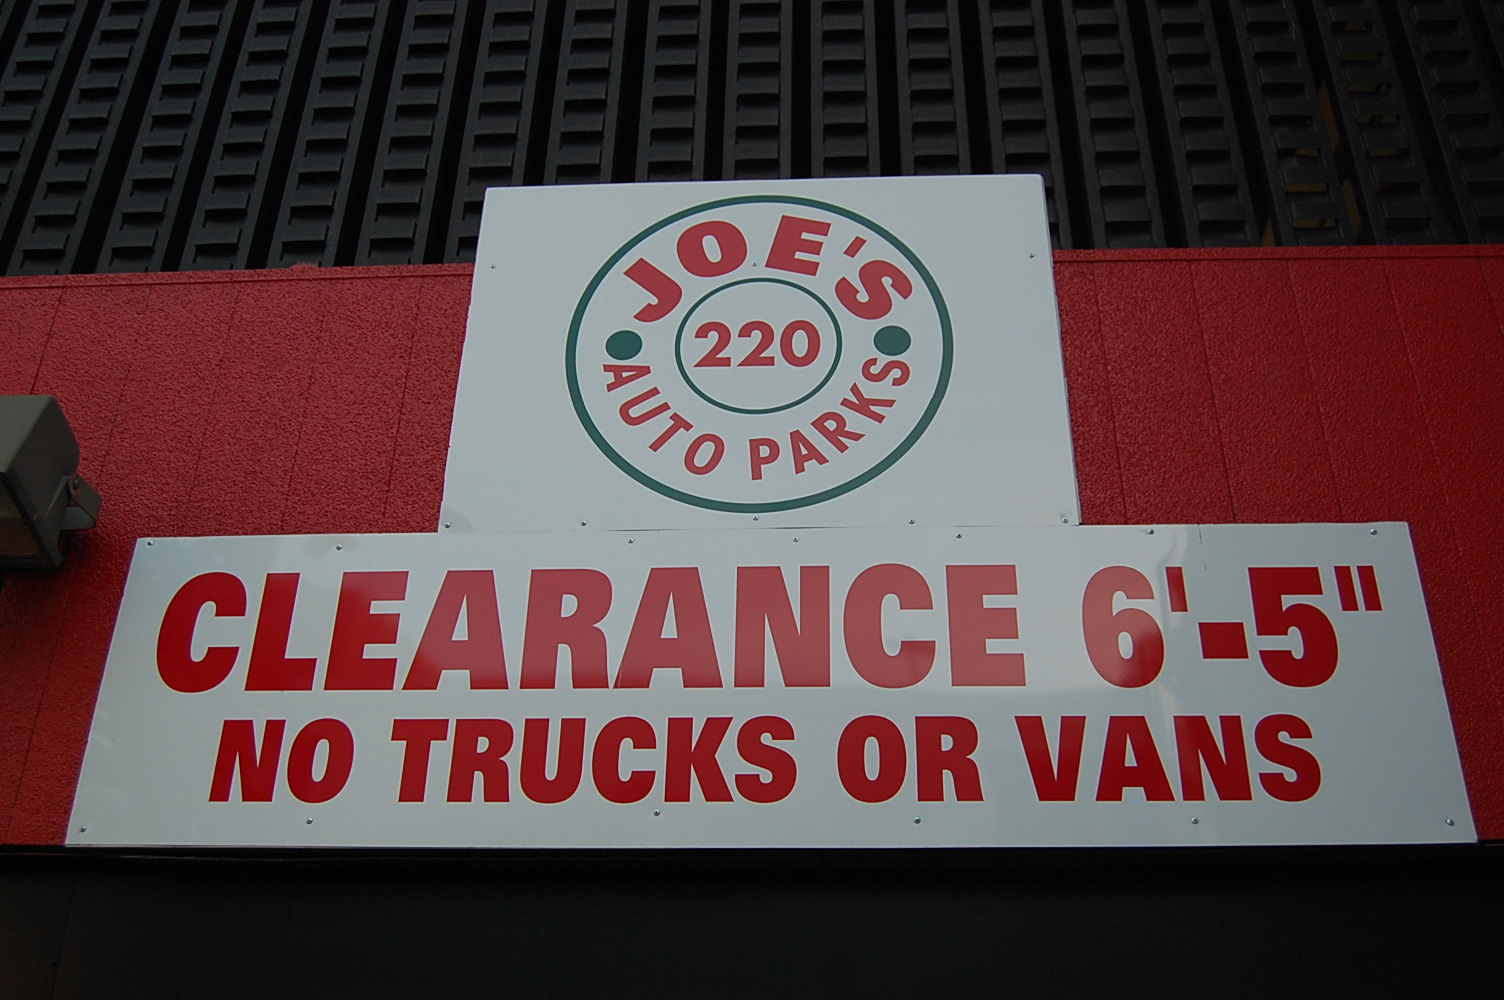 JOE'S
220
AUTO PARKS
CLEARANCE 6'-5"
NO TRUCKS OR VANS